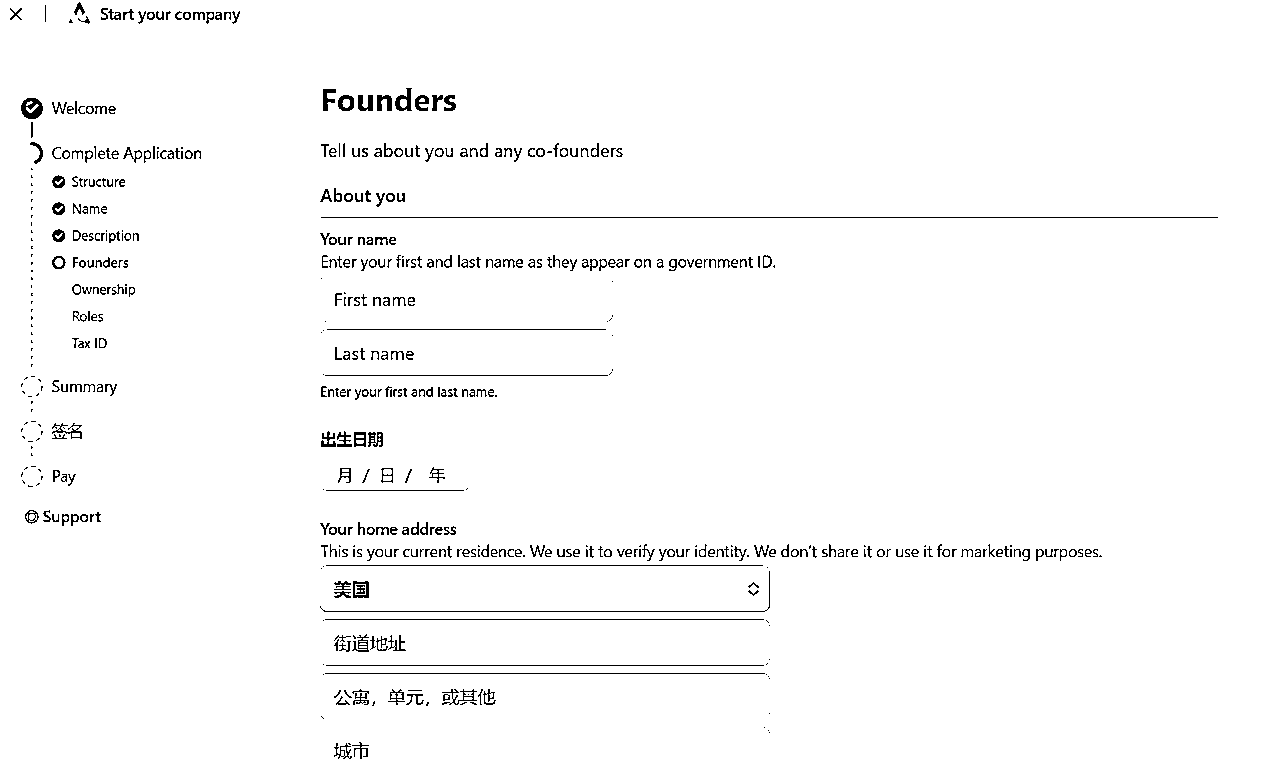 Start your company
Welcome
Complete Application
Structure
Name
Description
Founders
Ownership
Roles
Tax ID
Summary
签名
Pay
Support
Founders
Tell us about you and any co-founders
About you
Your name
Enter your first and last name as they appear on a government ID.
First name
Last name
Enter your first and last name.
出生日期
月 / 日 / 年
Your home address
This is your current residence. We use it to verify your identity. We don't share it or use it for marketing purposes.
美国
街道地址
公寓，单元，或其他
城市